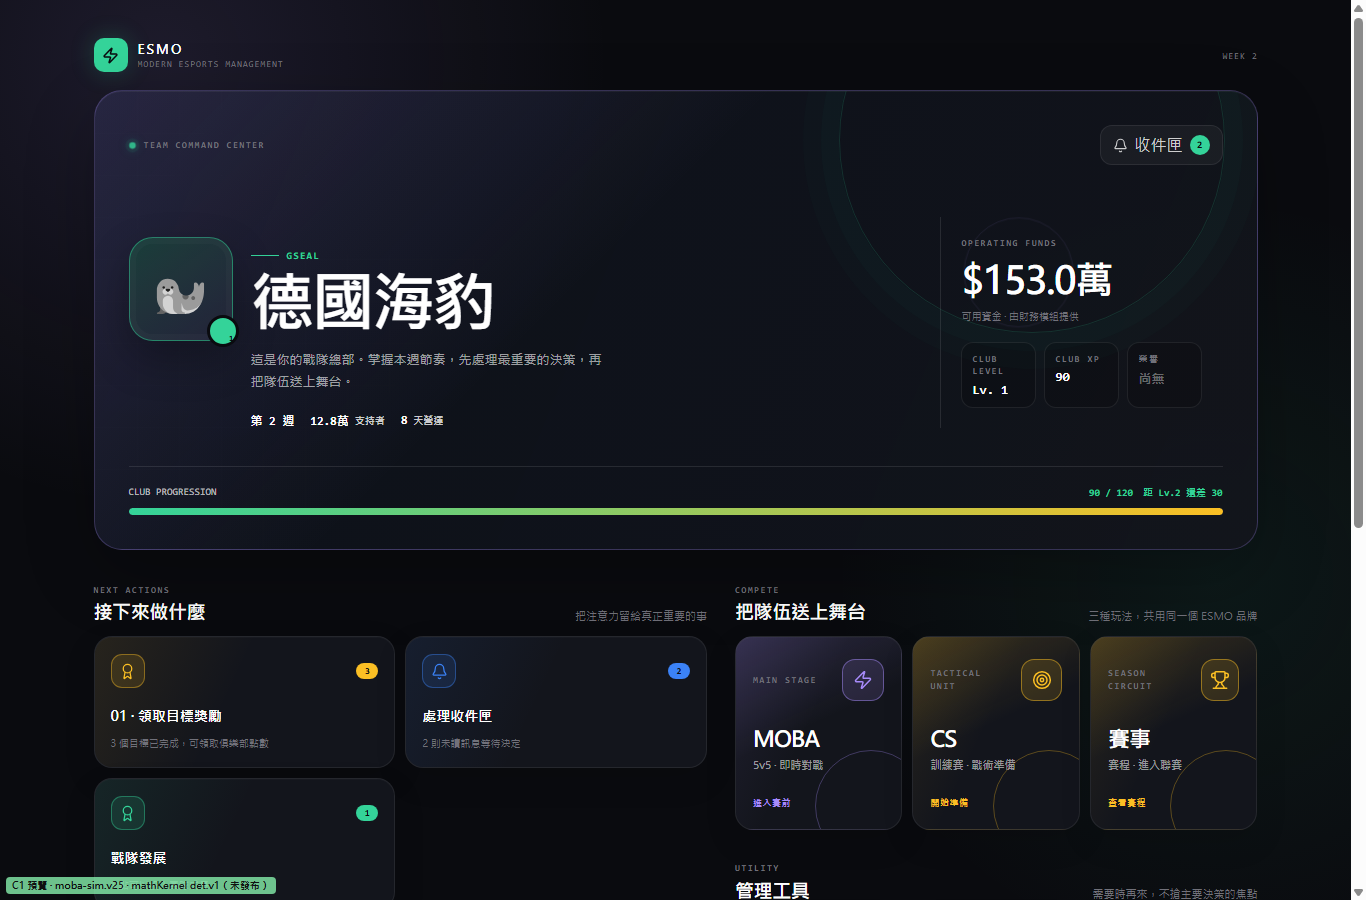 ESMO
MODERN ESPORTS MANAGEMENT
WEEK 2
TEAM COMMAND CENTER
收件匣 2
GSEAL
德國海豹
這是你的戰隊總部。掌握本週節奏，先處理最重要的決策，再
把隊伍送上舞台。
第 2 週 12.8萬 支持者 8 天營運
OPERATING FUNDS
$153.0萬
可用資金 · 由財務模組提供
CLUB
LEVEL
Lv. 1
CLUB XP
90
榮譽
尚無
CLUB PROGRESSION
90 / 120 距 Lv.2 還差 30
NEXT ACTIONS
接下來做什麼
把注意力留給真正重要的事
3
01 · 領取目標獎勵
3 個目標已完成，可領取俱樂部點數
2
處理收件匣
2 則未讀訊息等待決定
1
戰隊發展
COMPETE
把隊伍送上舞台
三種玩法，共用同一個 ESMO 品牌
MAIN STAGE
MOBA
5v5 · 即時對戰
進入賽前
TACTICAL
UNIT
CS
訓練賽 · 戰術準備
開始準備
SEASON
CIRCUIT
賽事
賽程 · 進入聯賽
查看賽程
UTILITY
管理工具
需要時再來，不搶主要決策的焦點
C1 預覽 · moba-sim.v25 · mathKernel det.v1（未發布）